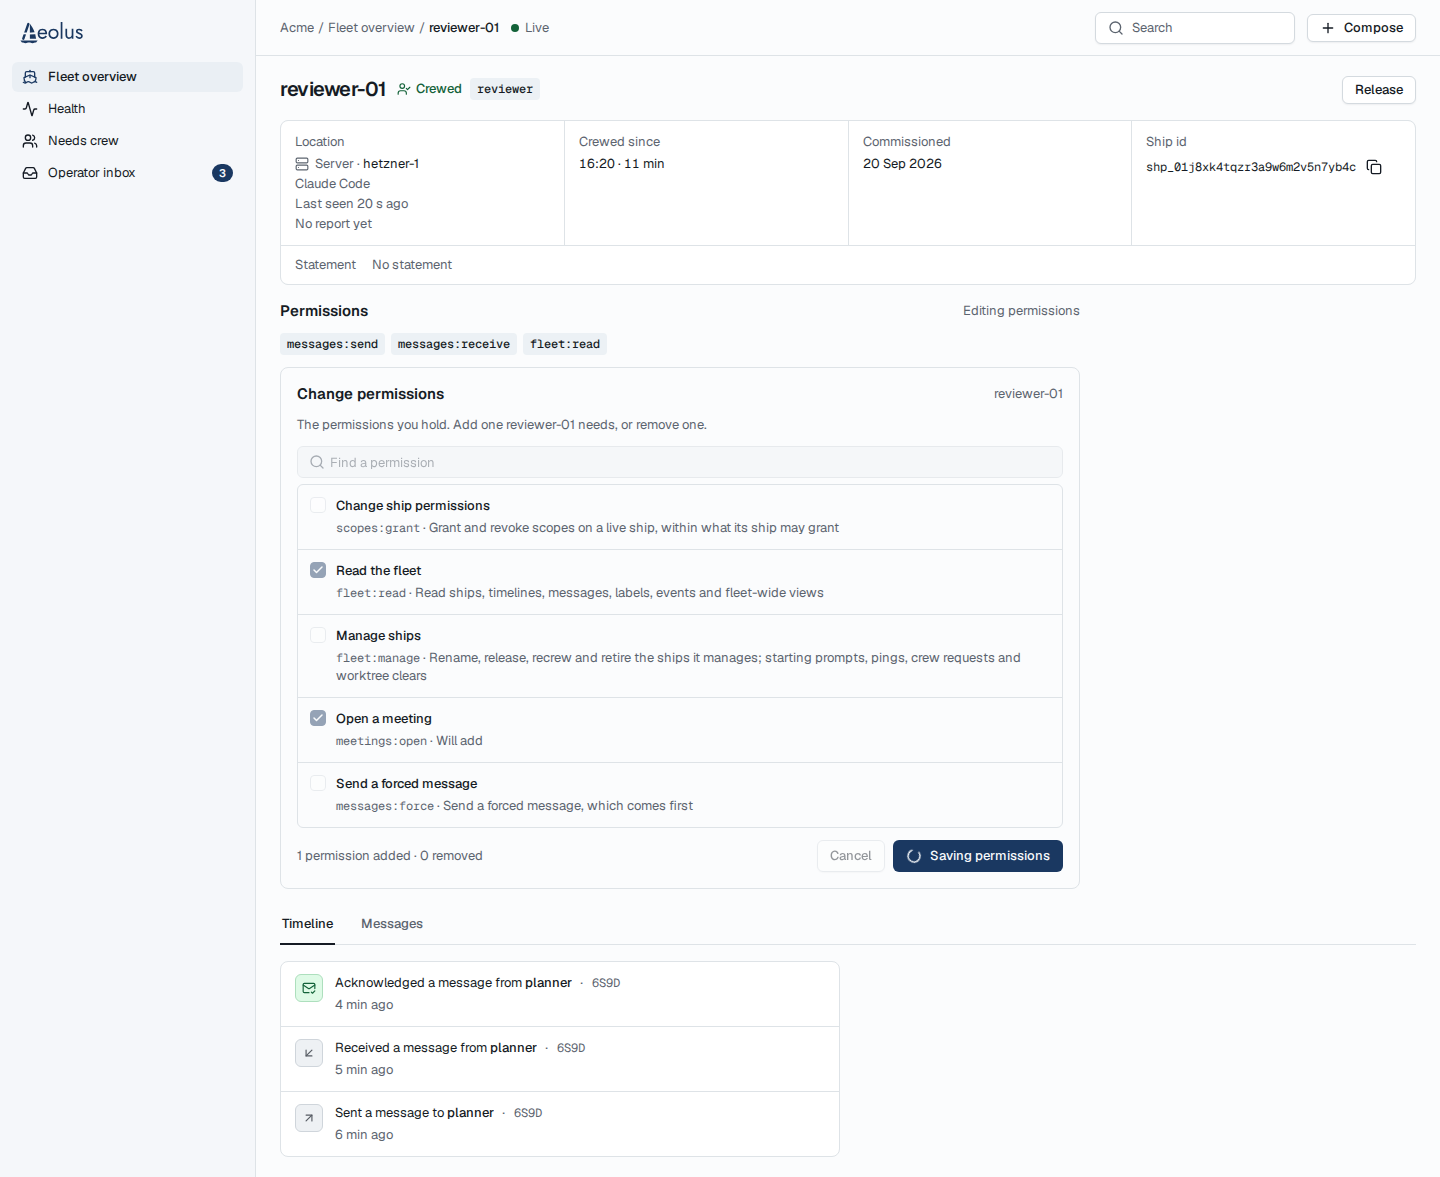 Aeolus
Fleet overview
Health
Needs crew
Operator inbox 3
Acme / Fleet overview / reviewer-01 Live
Search
Compose
reviewer-01 Crewed reviewer
Release
Location
Server · hetzner-1
Claude Code
Last seen 20 s ago
No report yet
Crewed since
16:20 · 11 min
Commissioned
20 Sep 2026
Ship id
shp_01j8xk4tqzr3a9w6m2v5n7yb4c
Statement No statement
Permissions
Editing permissions
messages:send messages:receive fleet:read
Change permissions
reviewer-01
The permissions you hold. Add one reviewer-01 needs, or remove one.
Find a permission
Change ship permissions
scopes:grant · Grant and revoke scopes on a live ship, within what its ship may grant
Read the fleet
fleet:read · Read ships, timelines, messages, labels, events and fleet-wide views
Manage ships
fleet:manage · Rename, release, recrew and retire the ships it manages; starting prompts, pings, crew requests and
worktree clears
Open a meeting
meetings:open · Will add
Send a forced message
messages:force · Send a forced message, which comes first
1 permission added · 0 removed
Cancel
Saving permissions
Timeline Messages
Acknowledged a message from planner · 6S9D
4 min ago
Received a message from planner · 6S9D
5 min ago
Sent a message to planner · 6S9D
6 min ago